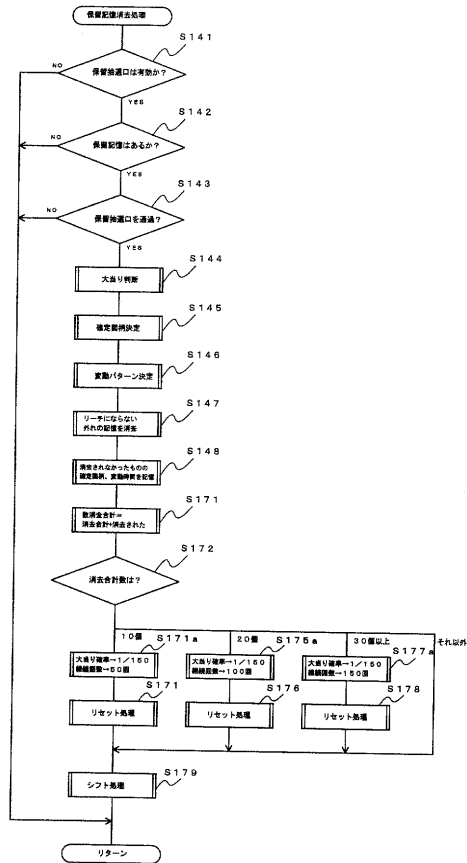 保留記憶消去処理
S141
保留抽選口は有効か?
NO
YES
S142
保留記憶はあるか?
NO
YES
S143
保留抽選口を通過?
NO
YES
S144
大当り判断
S145
確定図柄決定
S146
変動パターン決定
S147
リーチにならない
外れの記憶を消去
S148
消去されなかったものの
確定図柄、変動時間を記憶
S171
数消去合計=
消去合計+消去された
S172
消去合計数は?
10個
S171a
20個
S175a
30個以上
S177a
それ以外
大当り確率→1/150
継続回数→50回
大当り確率→1/150
継続回数→100回
大当り確率→1/150
継続回数→150回
S171
S176
S178
リセット処理
リセット処理
リセット処理
S179
シフト処理
リターン